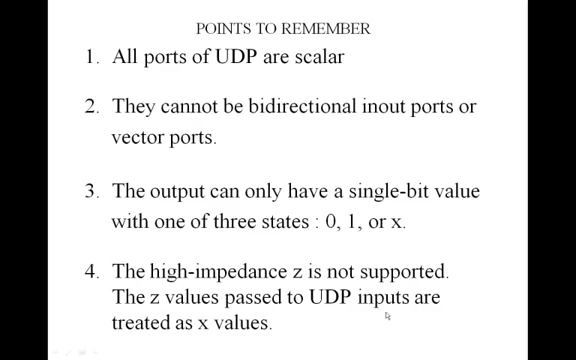 POINTS TO REMEMBER
1. All ports of UDP are scalar
2. They cannot be bidirectional inout ports or
vector ports.
3. The output can only have a single-bit value
with one of three states : 0, 1, or x.
4. The high-impedance z is not supported.
The z values passed to UDP inputs are
treated as x values.